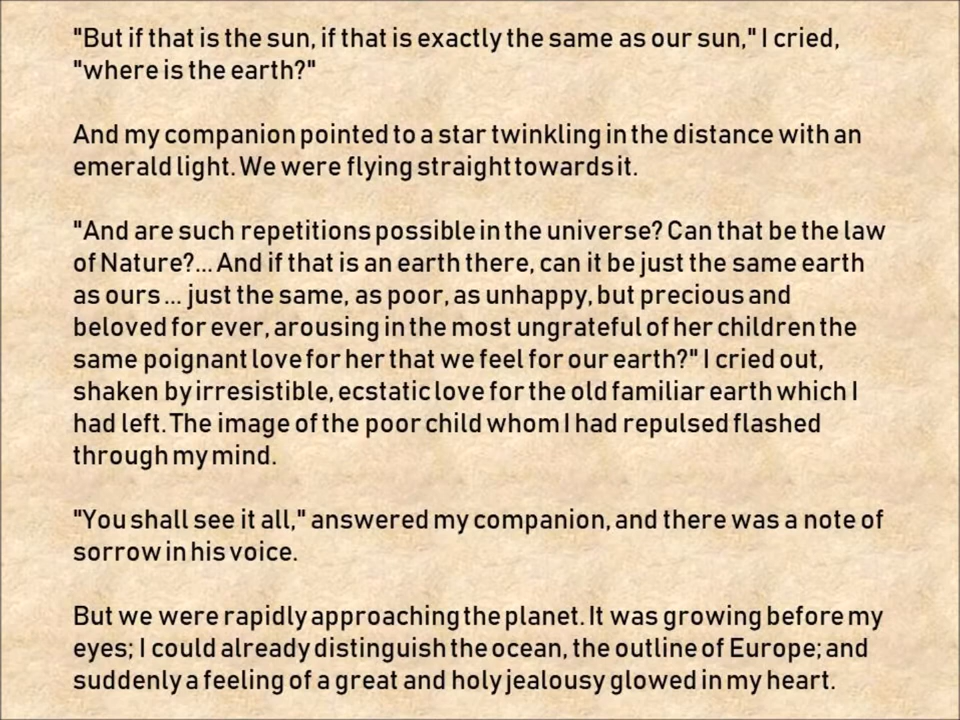 "But if that is the sun, if that is exactly the same as our sun," I cried,
"where is the earth?"
And my companion pointed to a star twinkling in the distance with an
emerald light. We were flying straight towards it.
"And are such repetitions possible in the universe? Can that be the law
of Nature?... And if that is an earth there, can it be just the same earth
as ours ... just the same, as poor, as unhappy, but precious and
beloved for ever, arousing in the most ungrateful of her children the
same poignant love for her that we feel for our earth?" I cried out,
shaken by irresistible, ecstatic love for the old familiar earth which I
had left. The image of the poor child whom I had repulsed flashed
through my mind.
"You shall see it all," answered my companion, and there was a note of
sorrow in his voice.
But we were rapidly approaching the planet. It was growing before my
eyes; I could already distinguish the ocean, the outline of Europe; and
suddenly a feeling of a great and holy jealousy glowed in my heart.